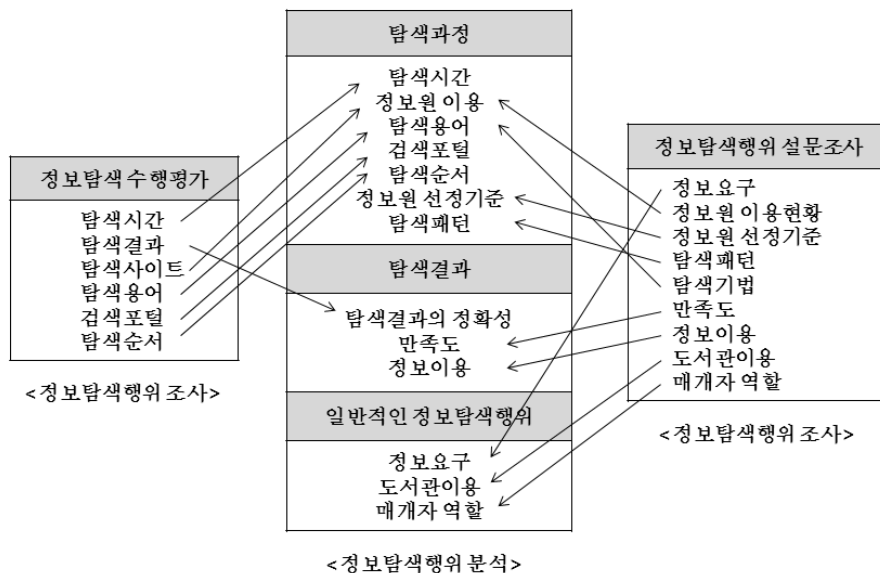 탐색과정
탐색시간
정보원 이용
탐색용어
검색포털
탐색순서
정보원 선정기준
탐색패턴
탐색결과
탐색결과의 정확성
만족도
정보이용
일반적인 정보탐색행위
정보요구
도서관이용
매개자 역할
<정보탐색행위 분석>
정보탐색 수행평가
탐색시간
탐색결과
탐색사이트
탐색용어
검색포털
탐색순서
<정보탐색행위 조사>
정보탐색행위 설문조사
정보요구
정보원 이용현황
정보원 선정기준
탐색패턴
탐색기법
만족도
정보이용
도서관이용
매개자 역할
<정보탐색행위 조사>